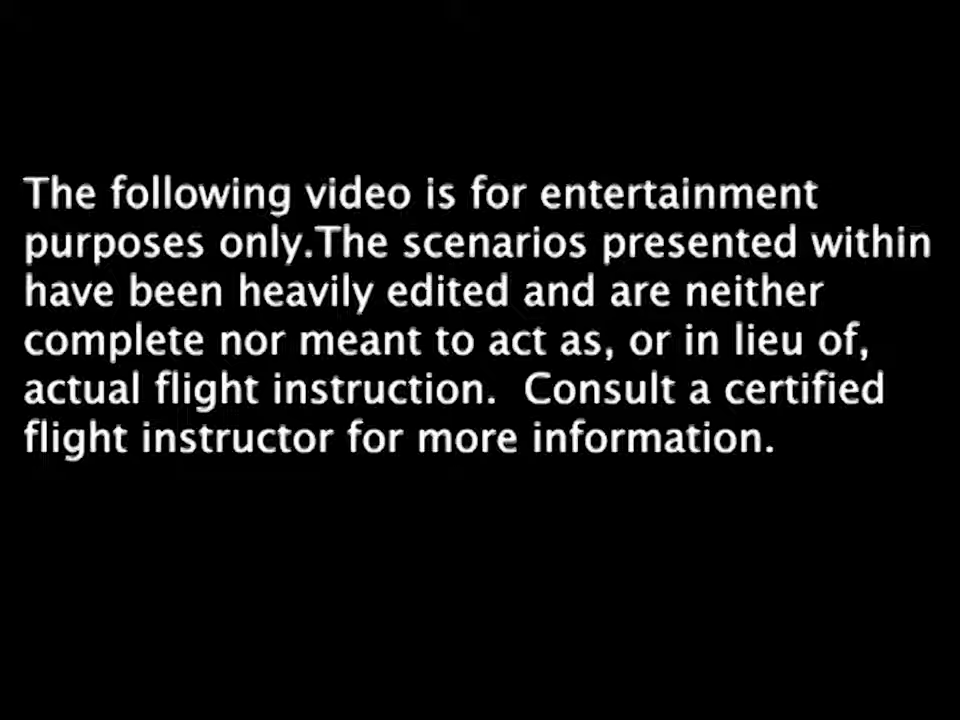 The following video is for entertainment
purposes only.The scenarios presented within
have been heavily edited and are neither
complete nor meant to act as, or in lieu of,
actual flight instruction.  Consult a certified
flight instructor for more information.